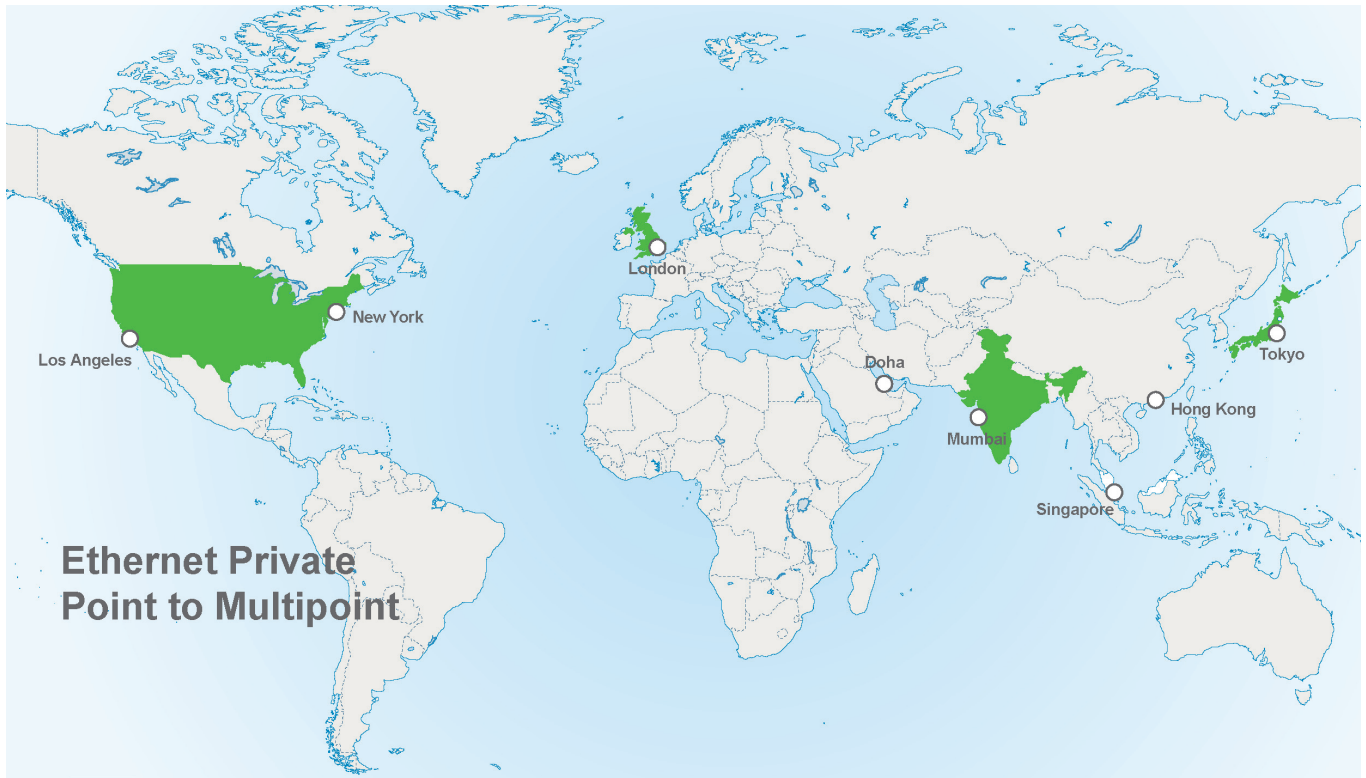 London
New York
Los Angeles
Doha
Tokyo
Hong Kong
Mumbai
Singapore
Ethernet Private
Point to Multipoint